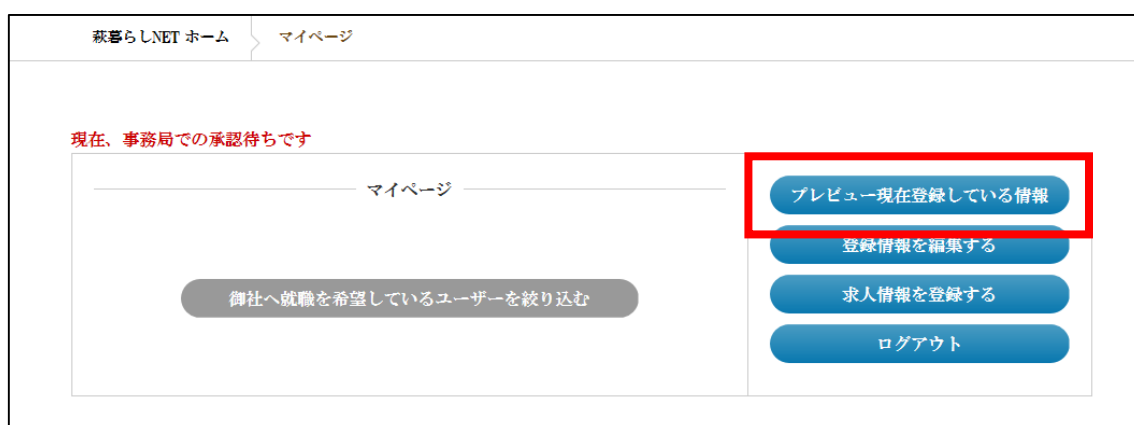 萩暮らしNET ホーム
マイページ
現在、事務局での承認待ちです
マイページ
御社へ就職を希望しているユーザーを絞り込む
プレビュー現在登録している情報
登録情報を編集する
求人情報を登録する
ログアウト